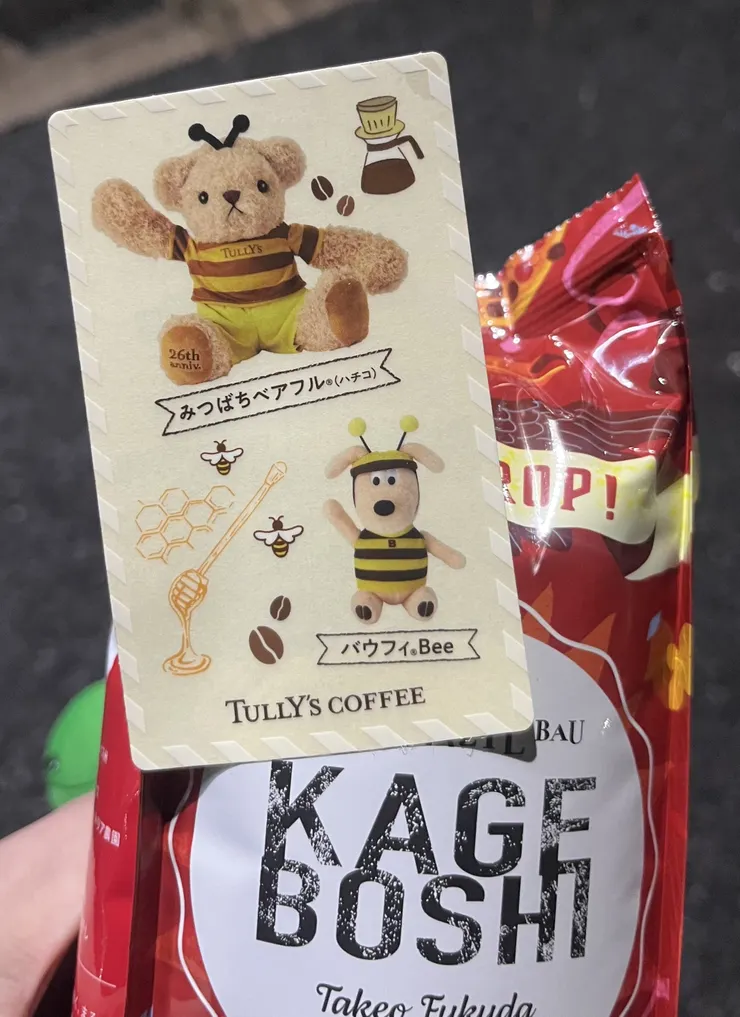 TULLY's
26th
anniv.
みつばちベアフル®(ハチコ)
B
バウフィ®Bee
TULLY'S COFFEE
OP!
BAU
KAGE
BOSHI
Takeo Fukuda